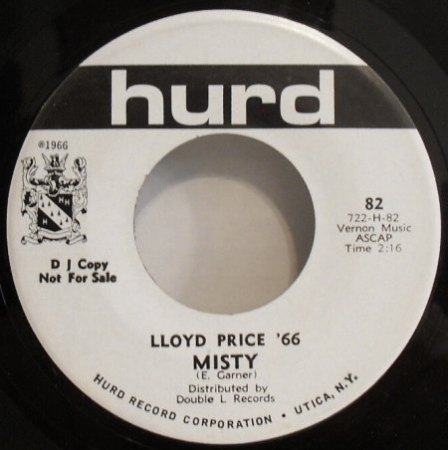 hurd
©1966
D J Copy
Not For Sale
82
722-H-82
Vernon Music
ASCAP
Time 2:16
LLOYD PRICE '66
MISTY
(E. Garner)
Distributed by
Double L Records
HURD RECORD CORPORATION • UTICA, N.Y.